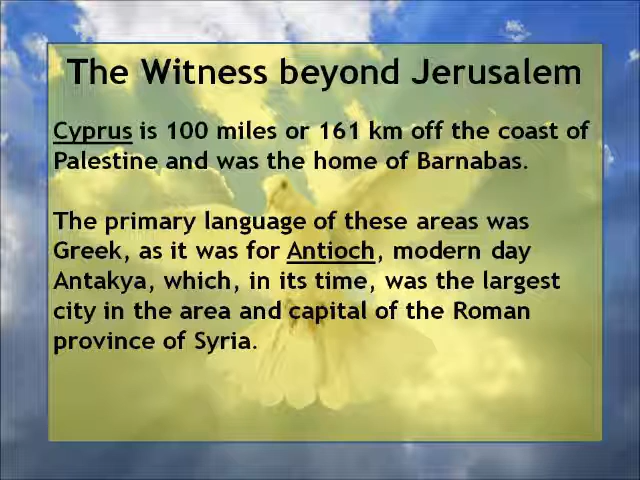 The Witness beyond Jerusalem
Cyprus is 100 miles or 161 km off the coast of
Palestine and was the home of Barnabas.
The primary language of these areas was
Greek, as it was for Antioch, modern day
Antakya, which, in its time, was the largest
city in the area and capital of the Roman
province of Syria.